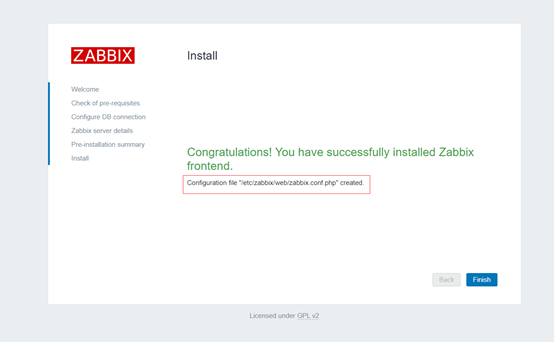 ZABBIX
Install
Welcome
Check of pre-requisites
Configure DB connection
Zabbix server details
Pre-installation summary
Install
Congratulations! You have successfully installed Zabbix
frontend.
Configuration file "/etc/zabbix/web/zabbix.conf.php" created.
Back
Finish
Licensed under GPL v2